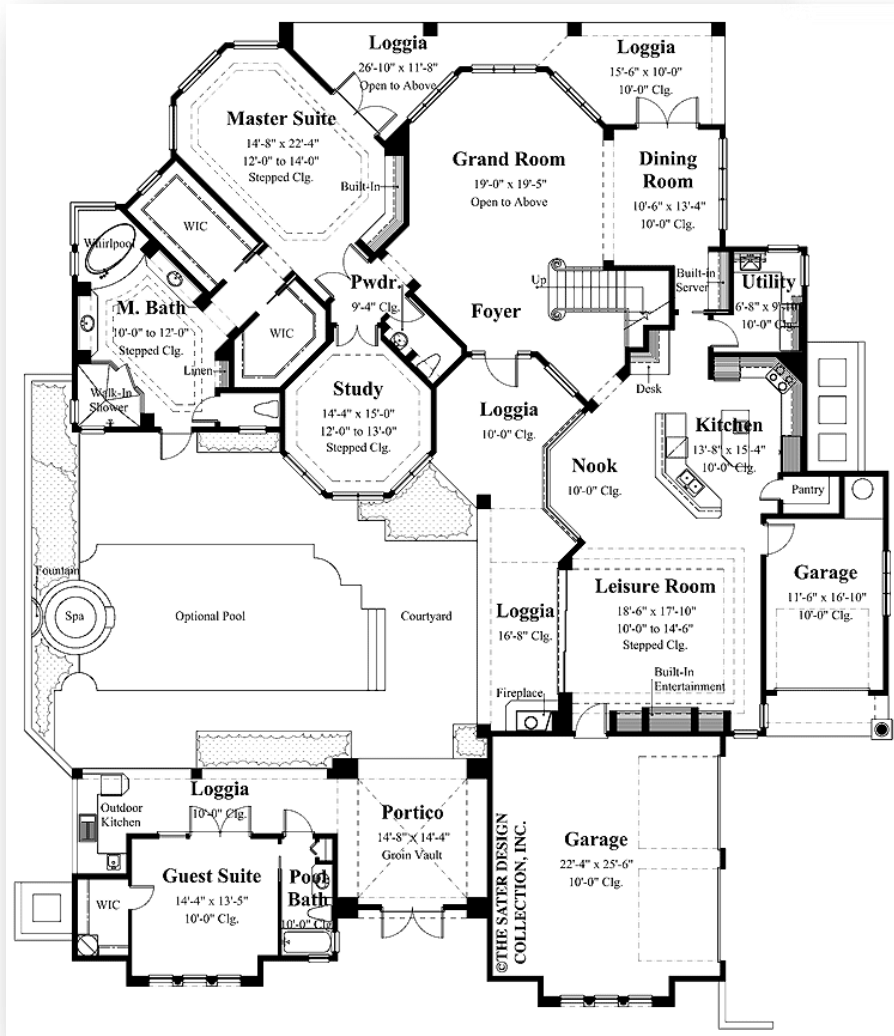 Loggia
26'-10" x 11'-8"
Open to Above
Loggia
15'-6" x 10'-0"
10'-0" Clg.
Master Suite
14'-8" x 22'-4"
12'-0" to 14'-0"
Stepped Clg.
Built-In
Grand Room
19'-0" x 19'-5"
Open to Above
Dining
Room
10'-6" x 13'-4"
10'-0" Clg.
WIC
Whirlpool
M. Bath
10'-0" to 12'-0"
Stepped Clg.
Linen
Walk-In
Shower
WIC
Pwdr.
9'-4" Clg.
Up
Foyer
Built-in
Server
Utility
10'-0" Clg.
Study
14'-4" x 15'-0"
12'-0" to 13'-0"
Stepped Clg.
Loggia
10'-0" Clg.
Desk
Nook
10'-0" Clg.
Kitchen
13'-8" x 15'-4"
10'-0" Clg.
Pantry
Fountain
Spa
Optional Pool
Courtyard
Loggia
16'-8" Clg.
Fireplace
Leisure Room
18'-6" x 17'-10"
10'-0" to 14'-6"
Stepped Clg.
Built-In
Entertainment
Garage
11'-6" x 16'-10"
10'-0" Clg.
Outdoor
Kitchen
Loggia
10'-0" Clg.
Portico
14'-8" x 14'-4"
Groin Vault
Guest Suite
14'-4" x 13'-5"
10'-0" Clg.
WIC
Pool
Bath
10'-0" Clg.
©THE SATER DESIGN
COLLECTION, INC.
Garage
22'-4" x 25'-6"
10'-0" Clg.